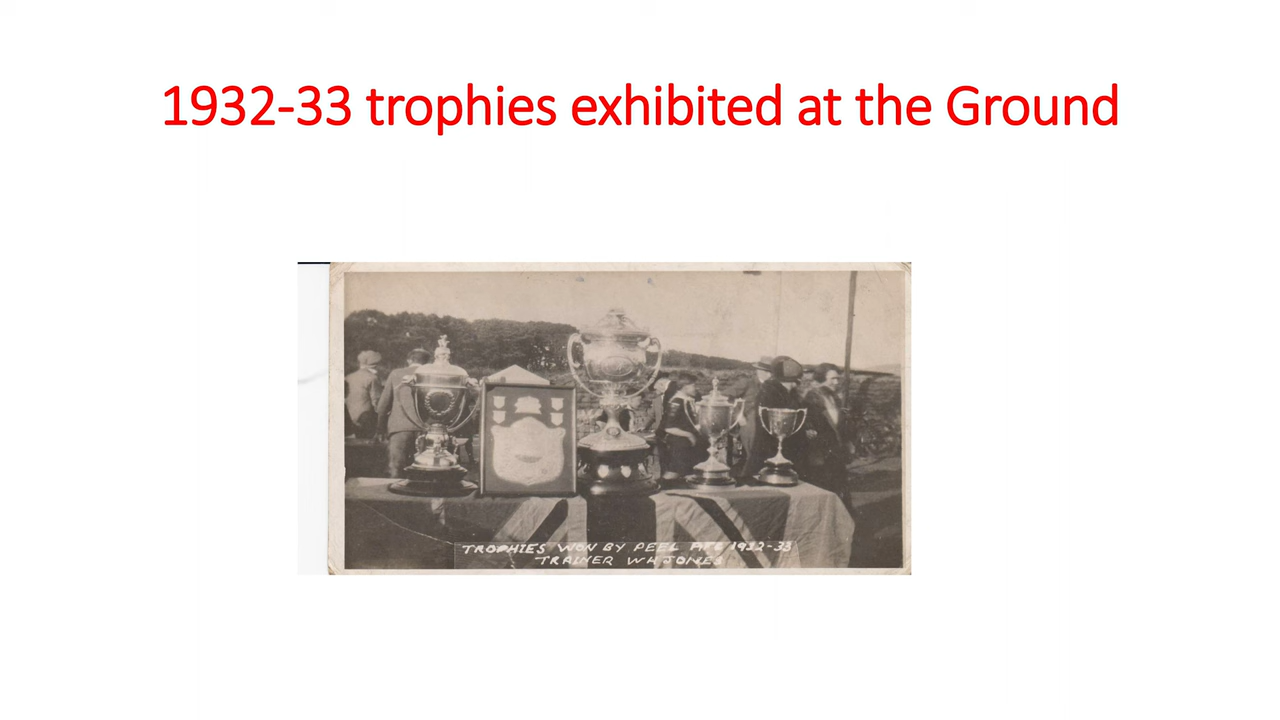 1932-33 trophies exhibited at the Ground
TROPHIES WON BY PEEL AFC 1932-33
TRAINER W H JONES